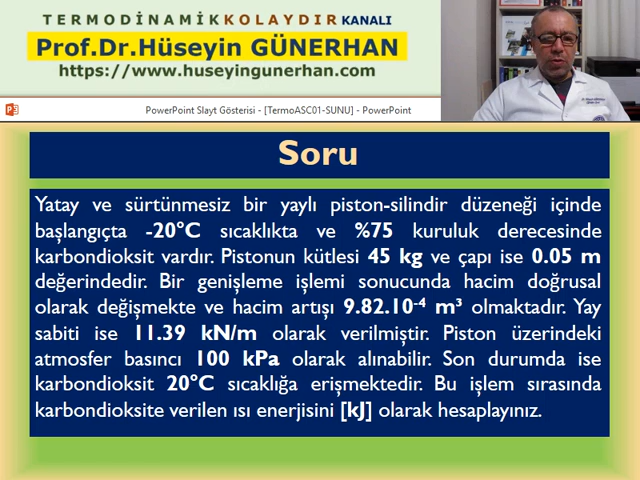 TERMODİNAMİKKOLAYDIR KANALI
Prof.Dr.Hüseyin GÜNERHAN
https://www.huseyingunerhan.com
PowerPoint Slayt Gösterisi - [TermoASC01-SUNU] - PowerPoint
Soru
Yatay ve sürtünmesiz bir yaylı piston-silindir düzeneği içinde
başlangıçta -20°C sıcaklıkta ve %75 kuruluk derecesinde
karbondioksit vardır. Pistonun kütlesi 45 kg ve çapı ise 0.05 m
değerindedir. Bir genişleme işlemi sonucunda hacim doğrusal
olarak değişmekte ve hacim artışı 9.82.10⁻⁴ m³ olmaktadır. Yay
sabiti ise 11.39 kN/m olarak verilmiştir. Piston üzerindeki
atmosfer basıncı 100 kPa olarak alınabilir. Son durumda ise
karbondioksit 20°C sıcaklığa erişmektedir. Bu işlem sırasında
karbondioksite verilen ısı enerjisini [kJ] olarak hesaplayınız.